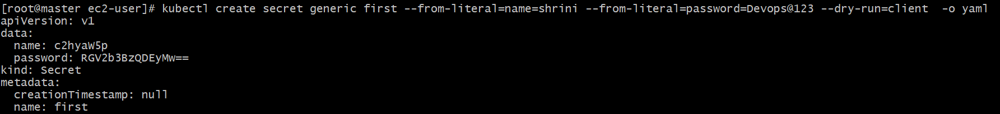 [root@master ec2-user]# kubectl create secret generic first --from-literal=name=shrini --from-literal=password=Devops@123 --dry-run=client  -o yaml
apiVersion: v1
data:
  name: c2hyaW5p
  password: RGV2b3BzQDEyMw==
kind: Secret
metadata:
  creationTimestamp: null
  name: first